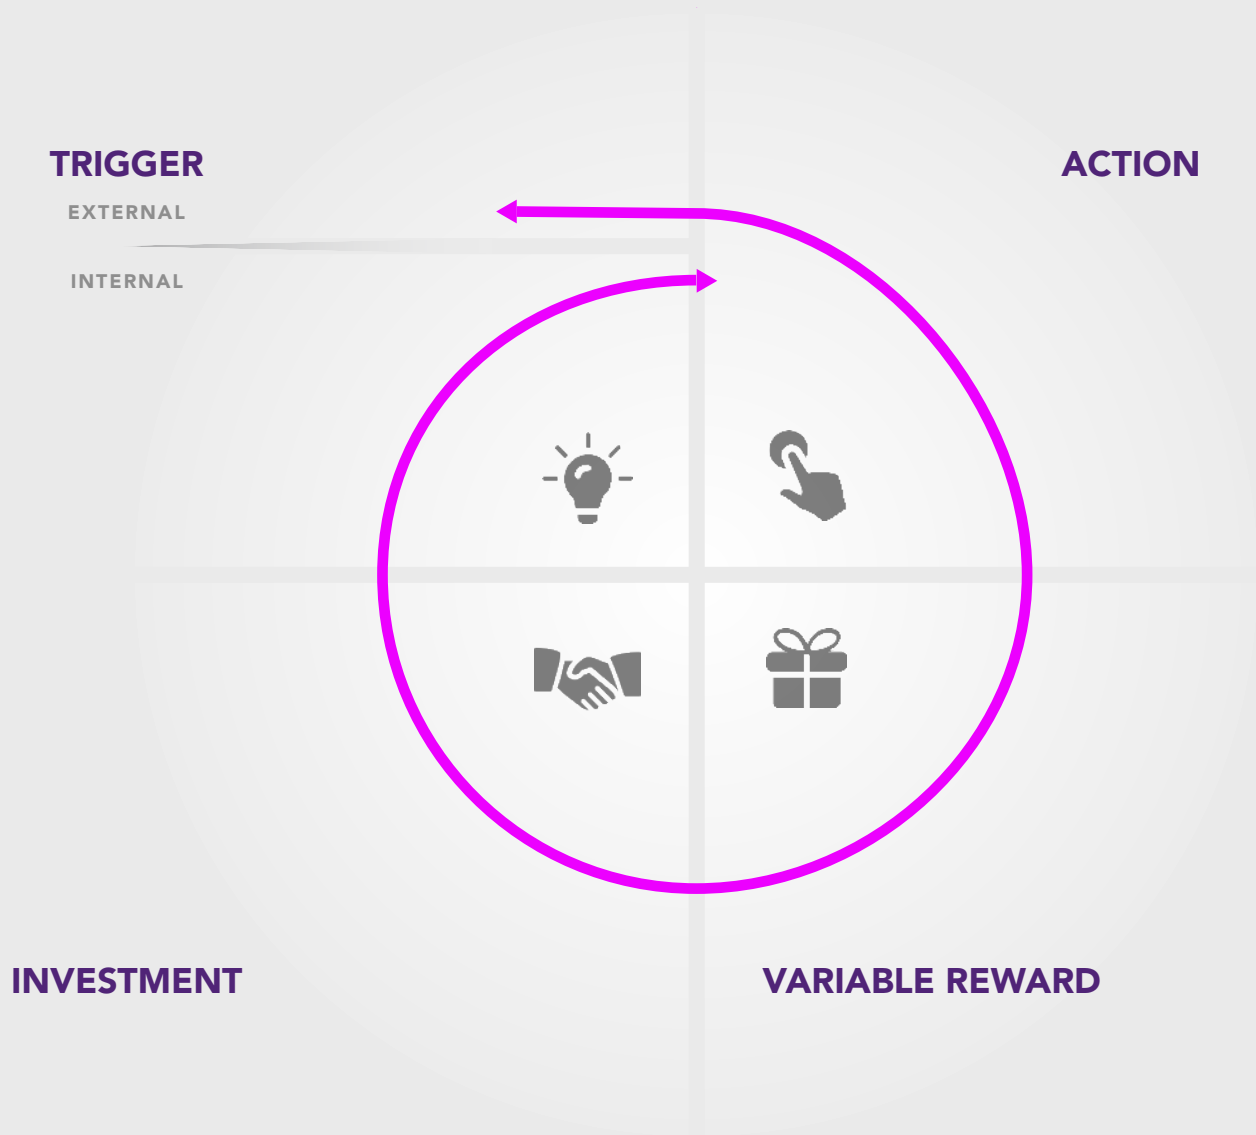 TRIGGER
EXTERNAL
INTERNAL
ACTION
INVESTMENT
VARIABLE REWARD